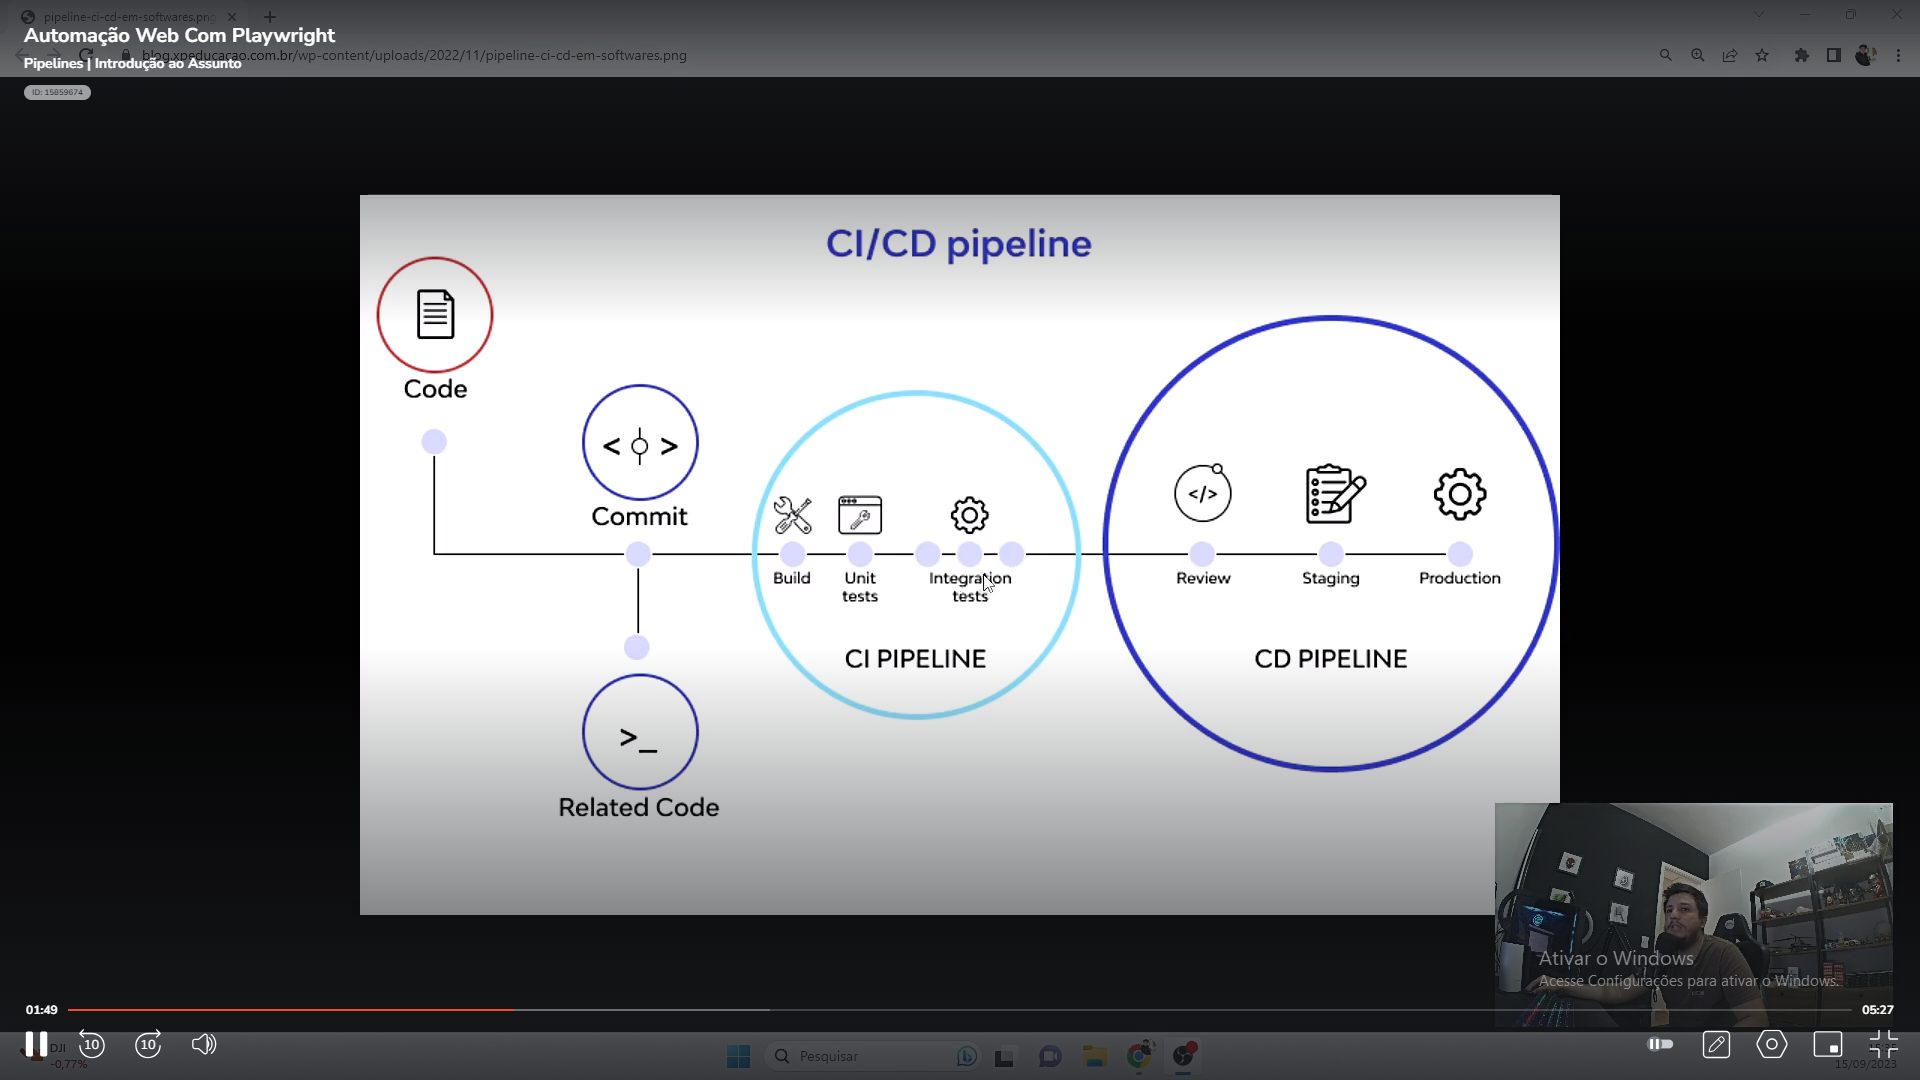 pipeline-ci-cd-em-softwares.png
Automação Web Com Playwright
blog.xpeducacao.com.br/wp-content/uploads/2022/11/pipeline-ci-cd-em-softwares.png
Pipelines | Introdução ao Assunto
ID: 15859674
CI/CD pipeline
Code
< >
Commit
</>
Build
Unit
tests
Integration
tests
Review
Staging
Production
CI PIPELINE
CD PIPELINE
>_
Related Code
Ativar o Windows
Acesse Configurações para ativar o Windows.
01:49
05:27
10
10
DJI
-0,77%
Pesquisar
15/09/2023